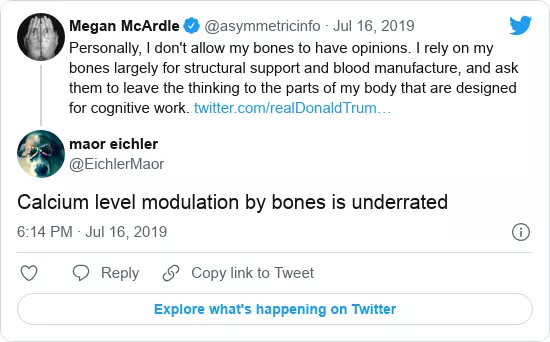 Megan McArdle @asymmetricinfo · Jul 16, 2019
Personally, I don't allow my bones to have opinions. I rely on my
bones largely for structural support and blood manufacture, and ask
them to leave the thinking to the parts of my body that are designed
for cognitive work. twitter.com/realDonaldTrum…
maor eichler
@EichlerMaor
Calcium level modulation by bones is underrated
6:14 PM · Jul 16, 2019
Reply Copy link to Tweet
Explore what's happening on Twitter